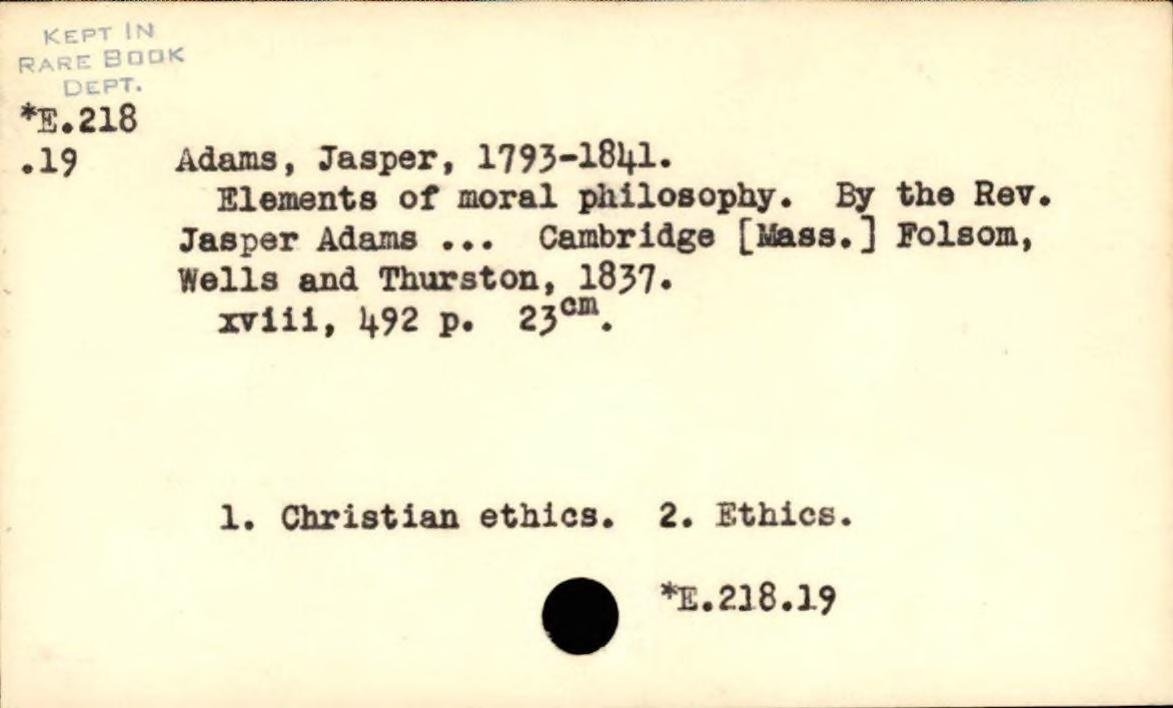 KEPT IN
RARE BOOK
DEPT.
*E.218
.19 Adams, Jasper, 1793-1841.
Elements of moral philosophy. By the Rev.
Jasper Adams ... Cambridge [Mass.] Folsom,
Wells and Thurston, 1837.
xviii, 492 p. 23cm.
1. Christian ethics. 2. Ethics.
*E.218.19